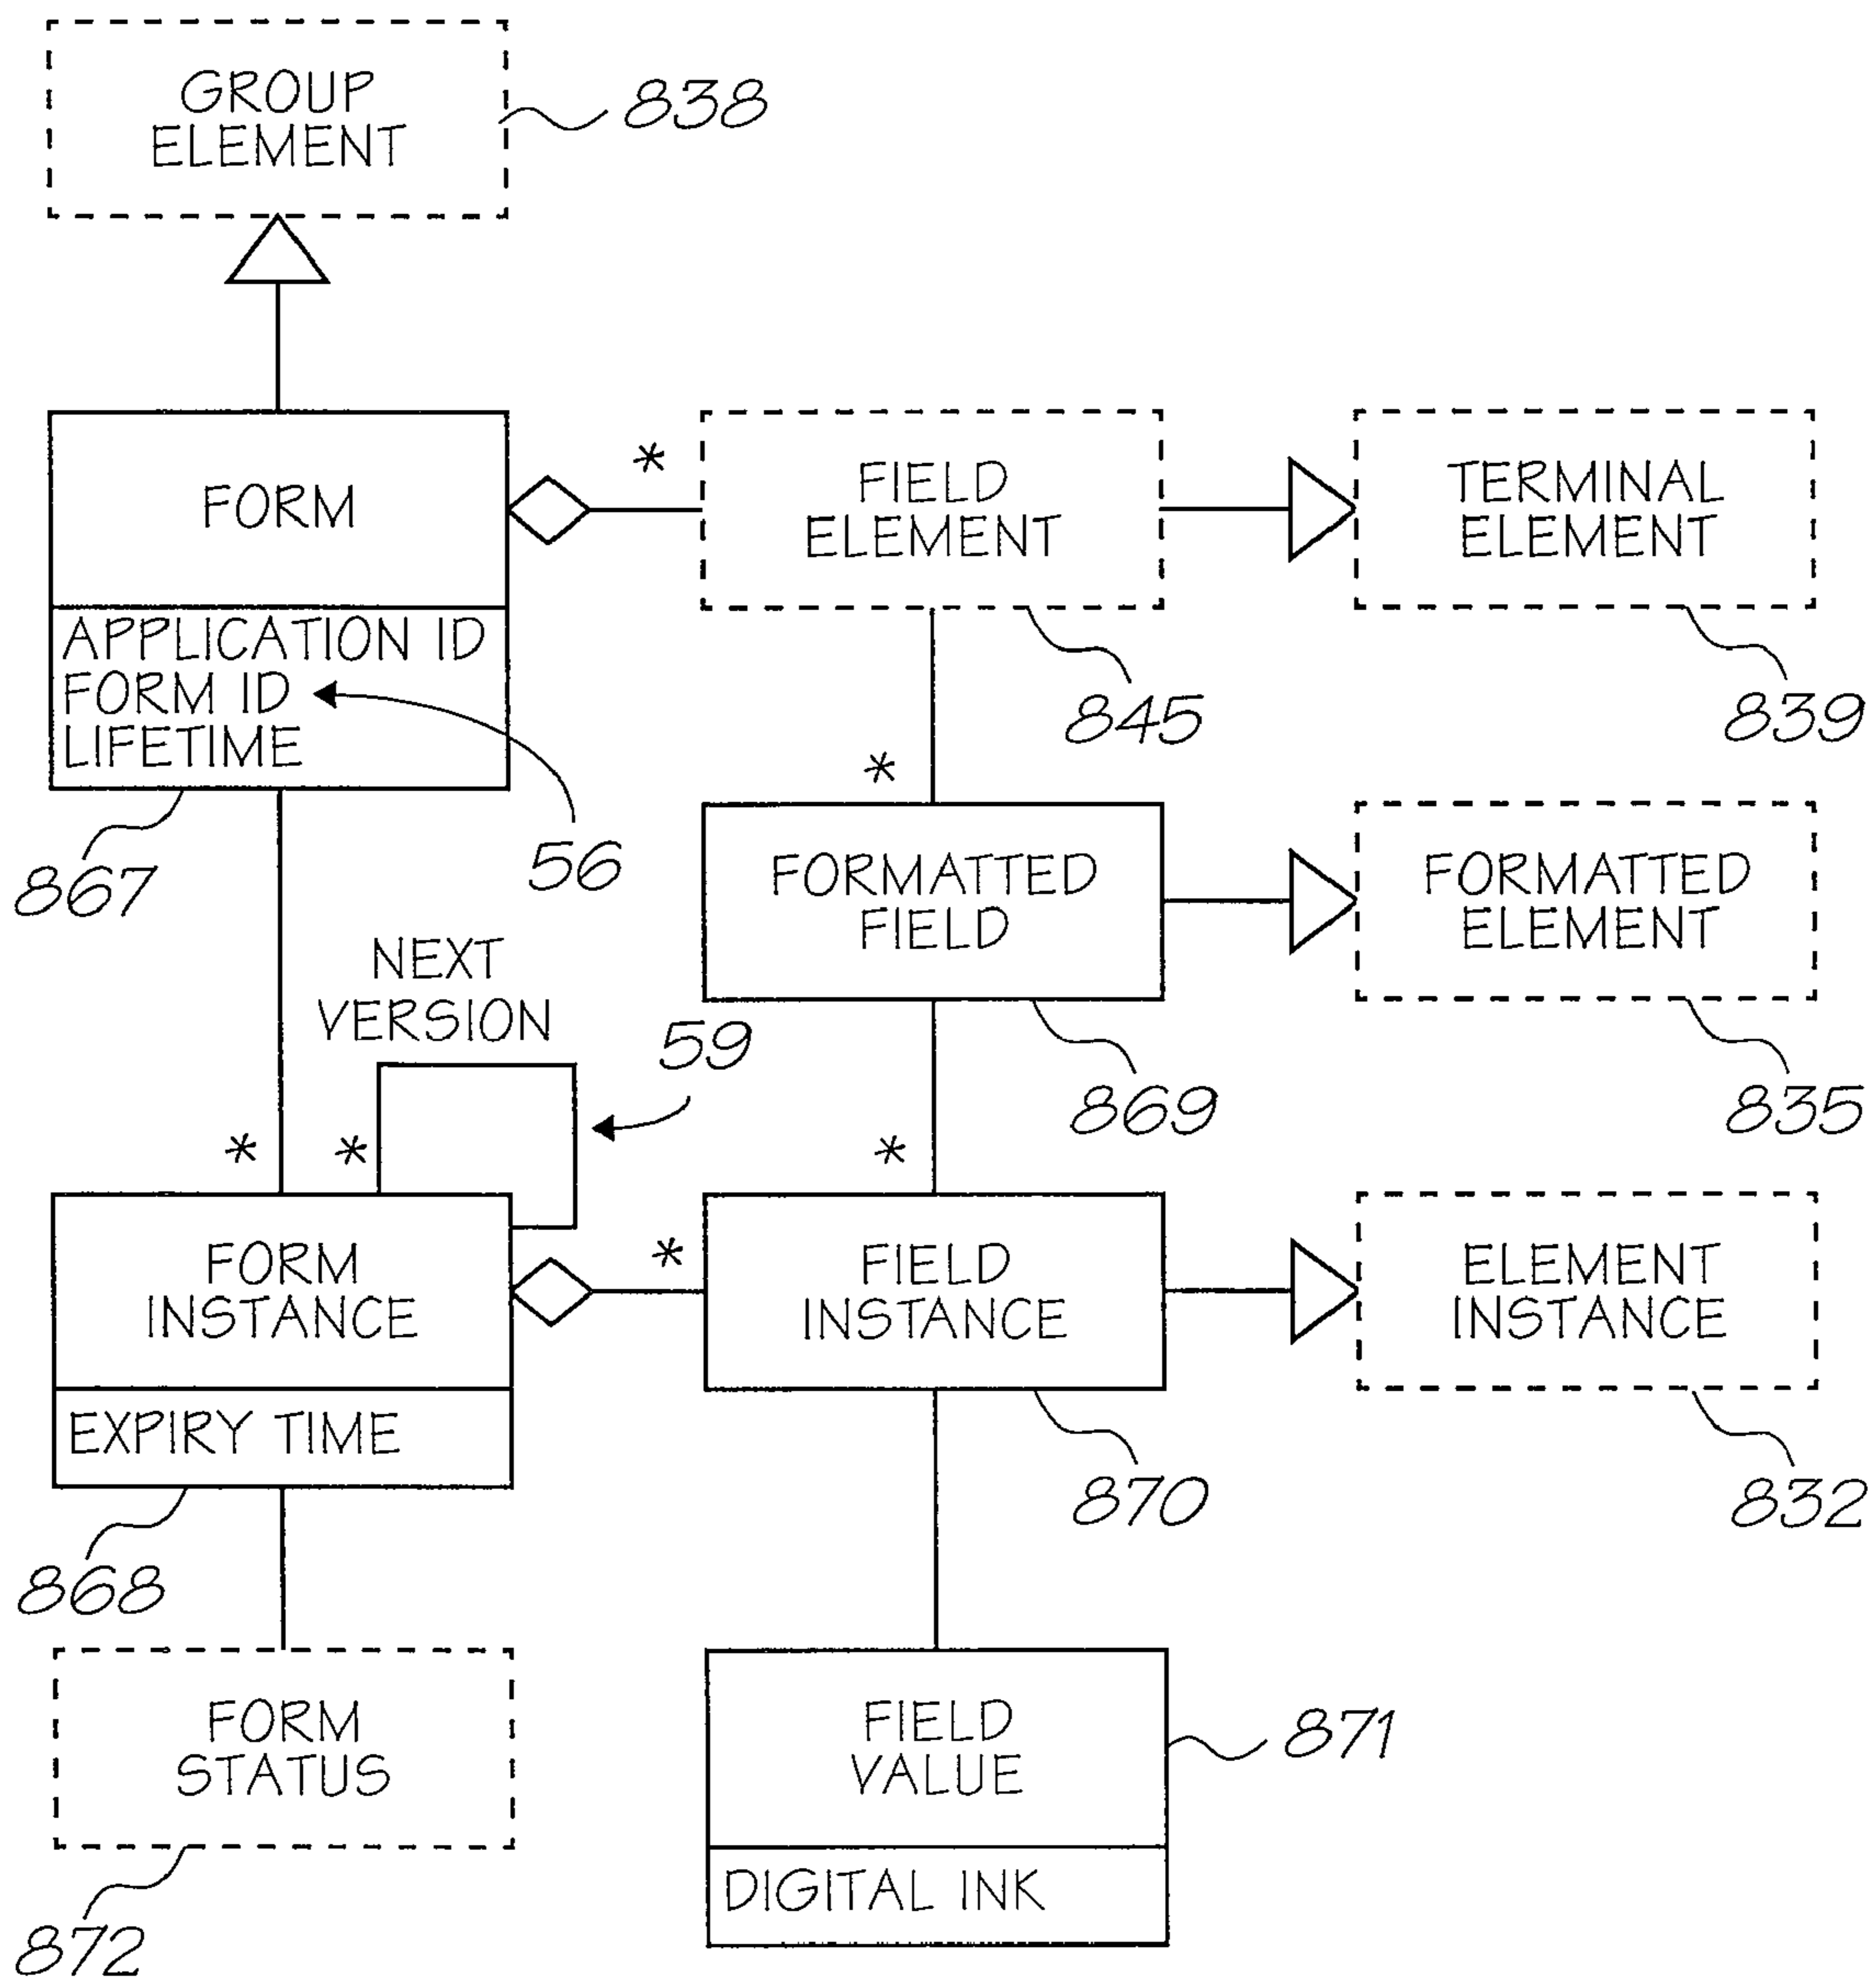 GROUP
ELEMENT
838
FORM
APPLICATION ID
FORM ID
LIFETIME
867
56
*
FIELD
ELEMENT
845
TERMINAL
ELEMENT
839
*
FORMATTED
FIELD
869
FORMATTED
ELEMENT
835
NEXT
VERSION
59
*
*
*
FORM
INSTANCE
EXPIRY TIME
868
*
FIELD
INSTANCE
870
ELEMENT
INSTANCE
832
FORM
STATUS
872
FIELD
VALUE
DIGITAL INK
871